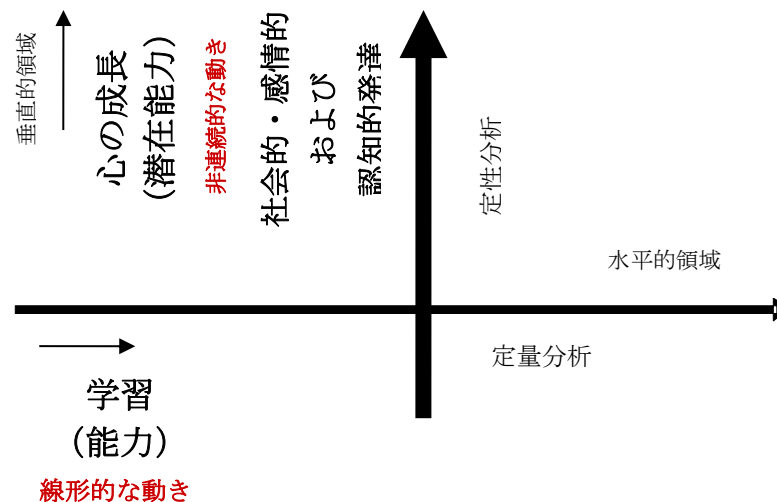 垂直的領域
心の成長
(潜在能力)
非連続的な動き
社会的・感情的
および
認知的発達
定性分析
水平的領域
定量分析
学習
(能力)
線形的な動き